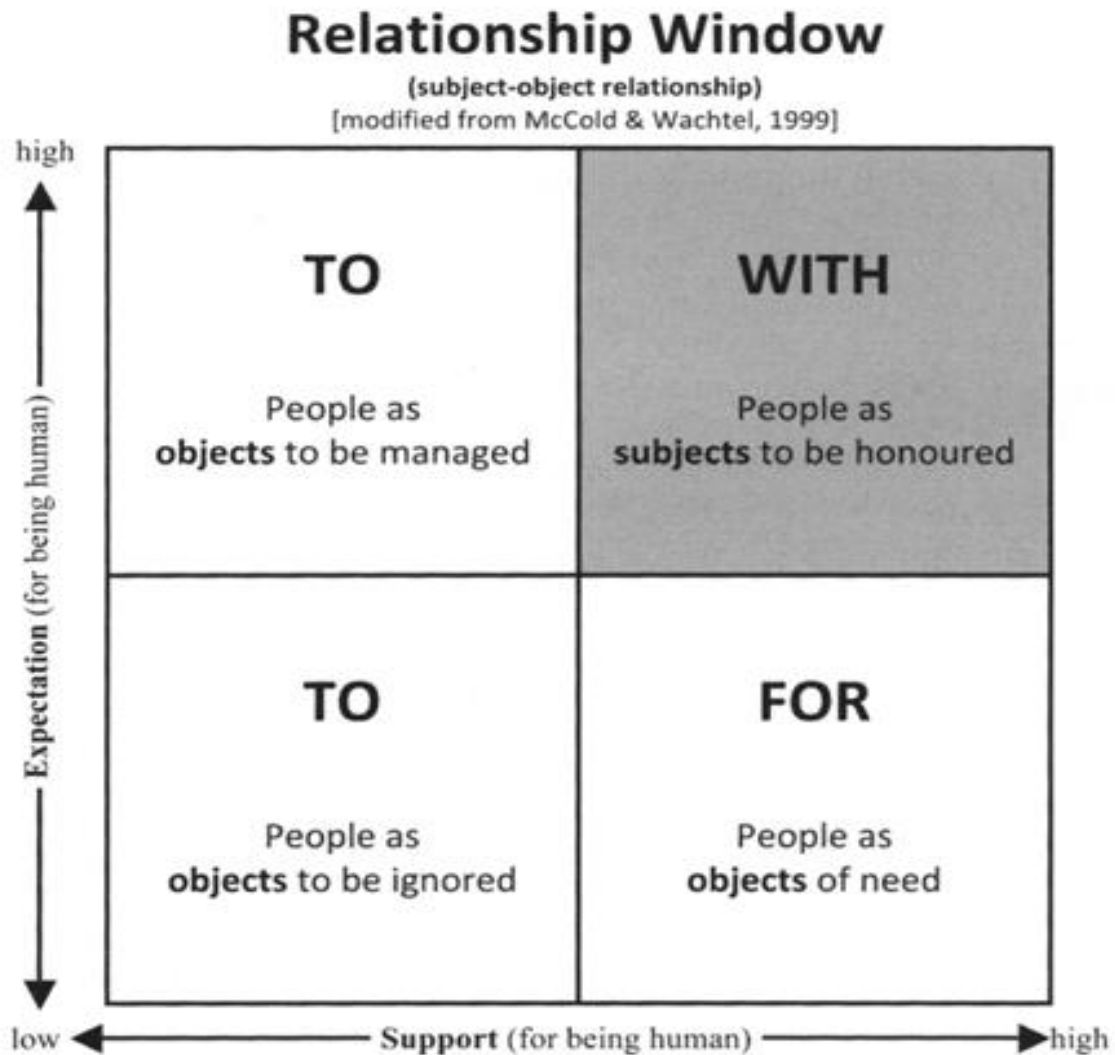 Relationship Window
(subject-object relationship)
[modified from McCold & Wachtel, 1999]
high
Expectation (for being human)
TO
People as
objects to be managed
WITH
People as
subjects to be honoured
TO
People as
objects to be ignored
FOR
People as
objects of need
low
Support (for being human)
high